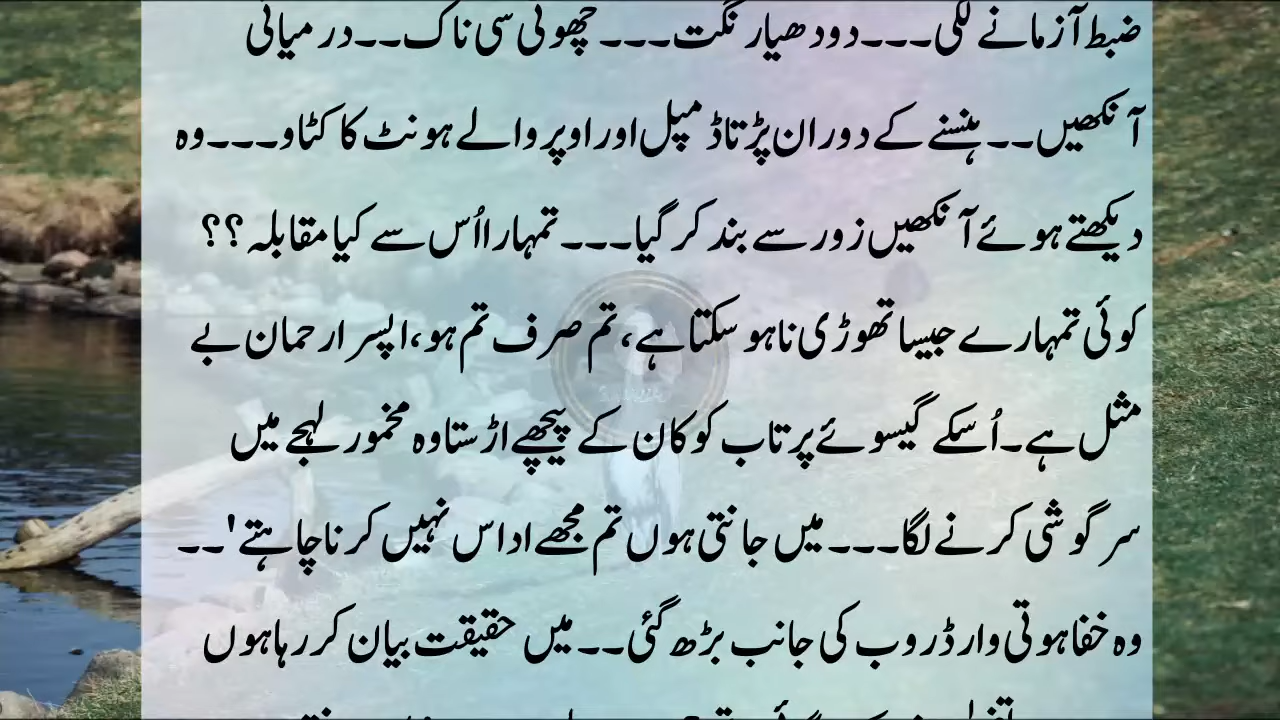 ضبط آزمانے لگی۔۔۔دودھیا رنگت۔۔۔ چھوٹی سی ناک۔۔درمیانی
آنکھیں۔۔ہنسنے کے دوران پڑتا ڈمپل اور اوپر والے ہونٹ کا کٹاو۔۔۔وہ
دیکھتے ہوئے آنکھیں زور سے بند کر گیا۔۔۔تمہارا اُس سے کیا مقابلہ؟؟
کوئی تمہارے جیسا تھوڑی نا ہو سکتا ہے، تم صرف تم ہو،اپسرا رحمان بے
مثل ہے۔اُسکے گیسوئے پرتاب کو کان کے پیچھے اڑستا وہ مخمور لہجے میں
سرگوشی کرنے لگا۔۔۔میں جانتی ہوں تم مجھے اداس نہیں کرنا چاہتے'۔۔
وہ خفا ہوتی وارڈروب کی جانب بڑھ گئی۔۔میں حقیقت بیان کر رہا ہوں